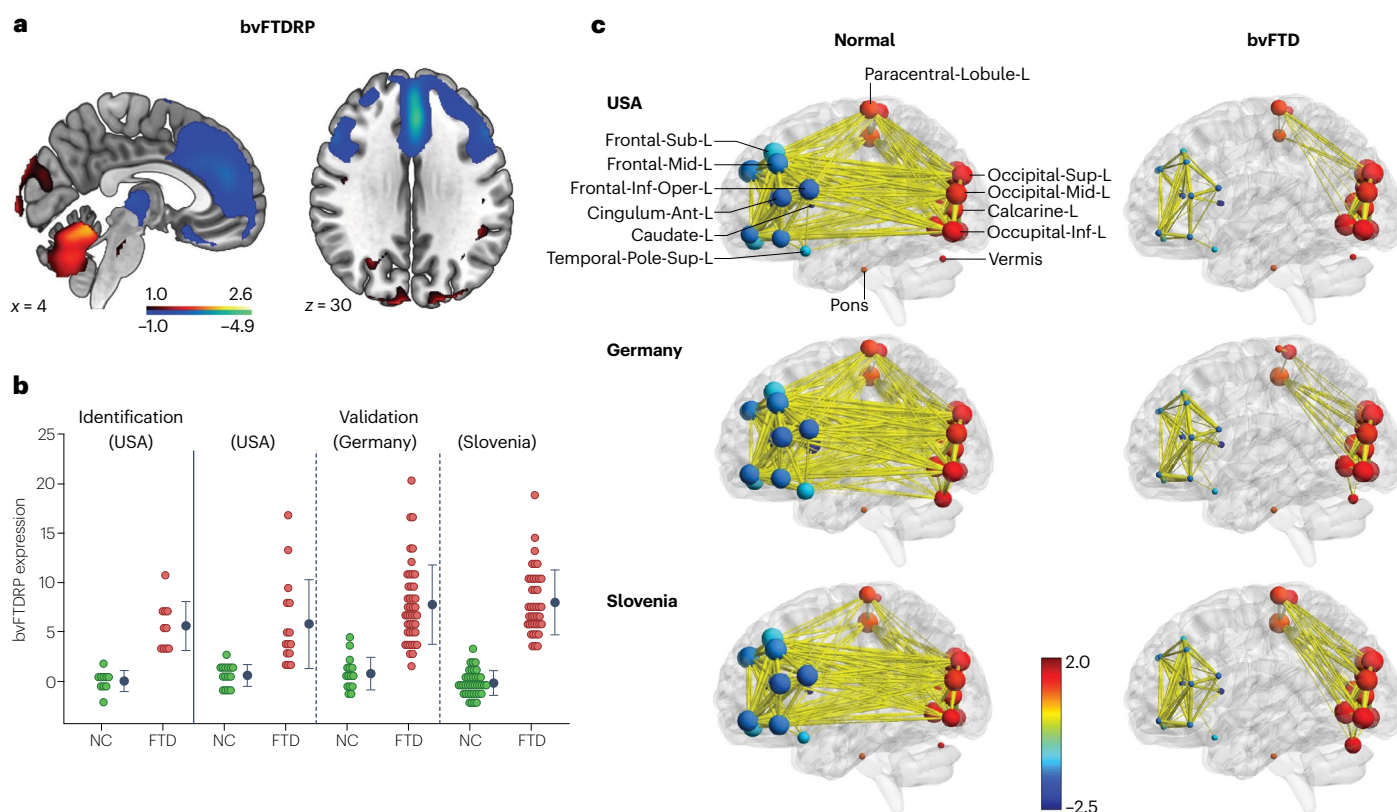 a
bvFTDRP
x = 4
1.0 2.6
−1.0 −4.9
z = 30
b
Identification
(USA)
(USA)
Validation
(Germany)
(Slovenia)
bvFTDRP expression
25
20
15
10
5
0
NC FTD NC FTD NC FTD NC FTD
c
Normal
bvFTD
USA
Paracentral-Lobule-L
Frontal-Sub-L
Frontal-Mid-L
Frontal-Inf-Oper-L
Cingulum-Ant-L
Caudate-L
Temporal-Pole-Sup-L
Occipital-Sup-L
Occipital-Mid-L
Calcarine-L
Occupital-Inf-L
Vermis
Pons
Germany
Slovenia
2.0
−2.5